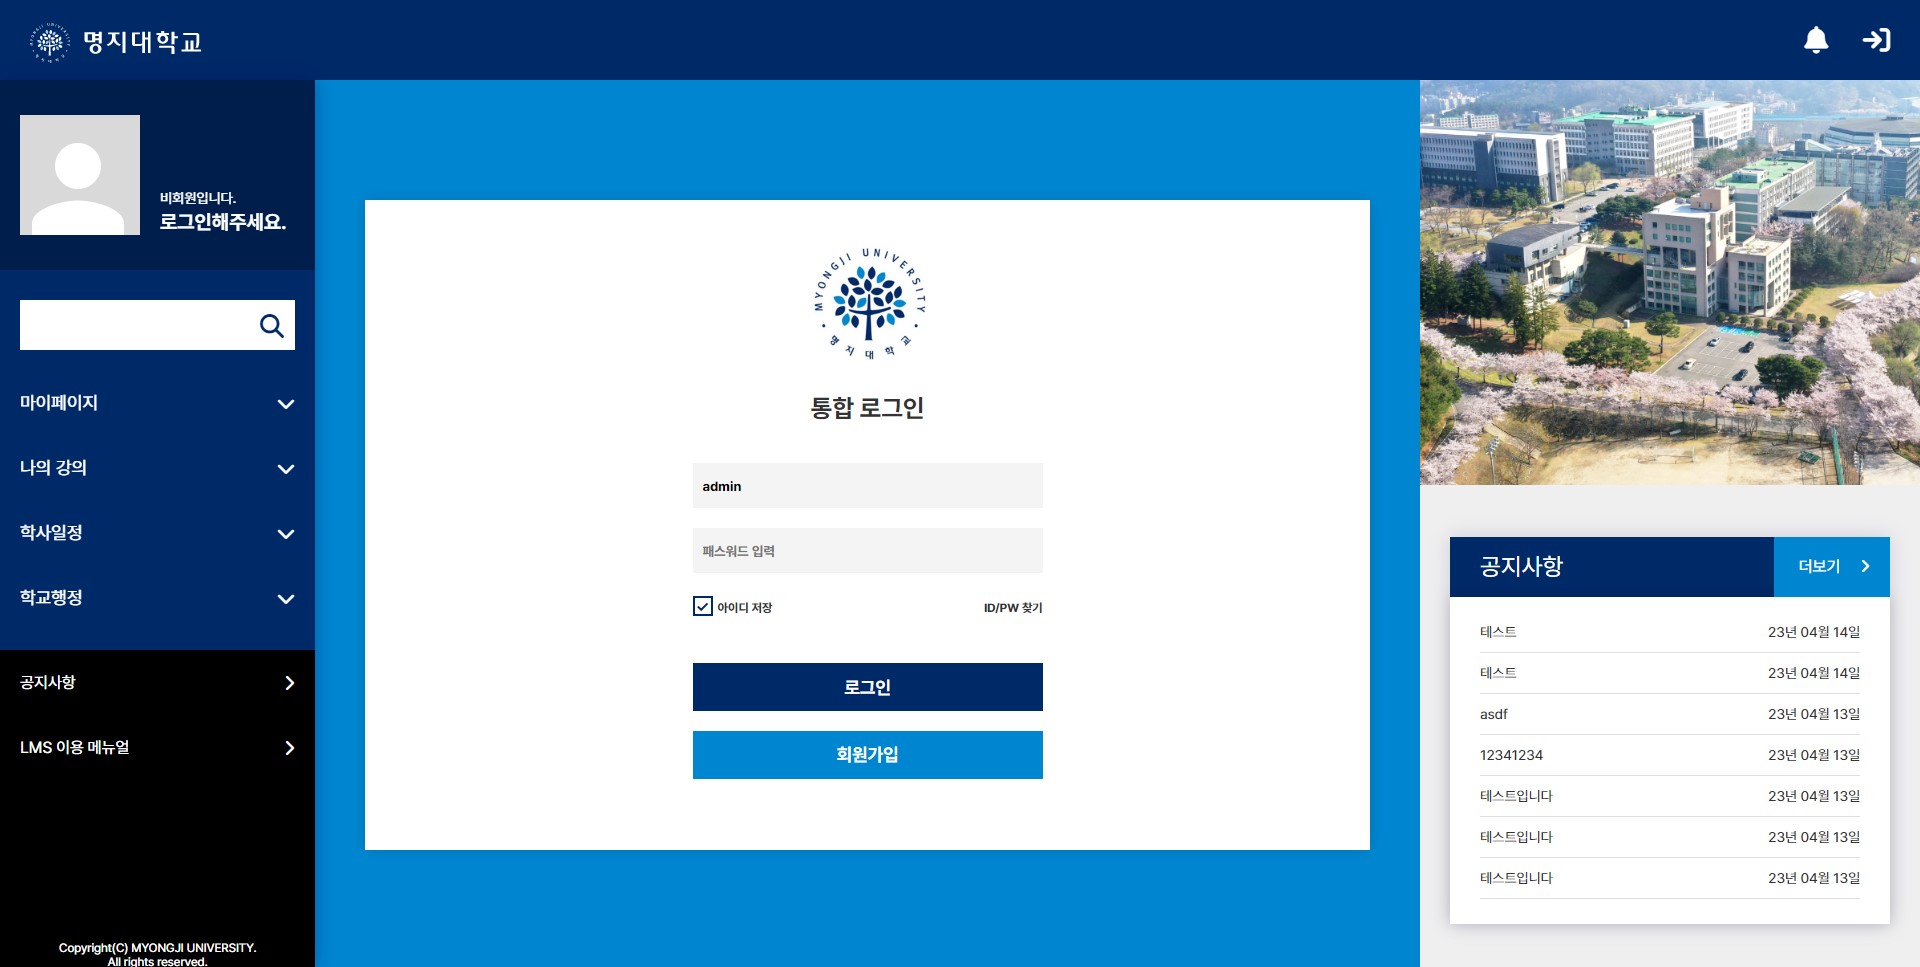 명지대학교
비회원입니다.
로그인해주세요.
마이페이지
나의 강의
학사일정
학교행정
공지사항
LMS 이용 메뉴얼
Copyright(C) MYONGJI UNIVERSITY.
All rights reserved.
MYONGJI UNIVERSITY
명지대학교
통합 로그인
admin
패스워드 입력
아이디 저장
ID/PW 찾기
로그인
회원가입
공지사항
더보기
테스트 23년 04월 14일
테스트 23년 04월 14일
asdf 23년 04월 13일
12341234 23년 04월 13일
테스트입니다 23년 04월 13일
테스트입니다 23년 04월 13일
테스트입니다 23년 04월 13일